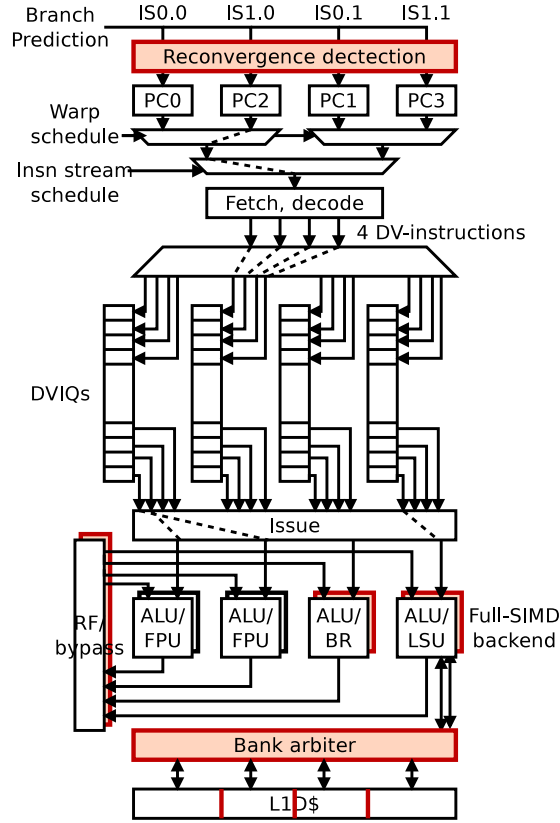 Branch
Prediction
IS0.0 IS1.0 IS0.1 IS1.1
Reconvergence dectection
PC0 PC2 PC1 PC3
Warp
schedule
Insn stream
schedule
Fetch, decode
4 DV-instructions
DVIQs
Issue
RF/
bypass
ALU/
FPU
ALU/
FPU
ALU/
BR
ALU/
LSU
Full-SIMD
backend
Bank arbiter
L1D$